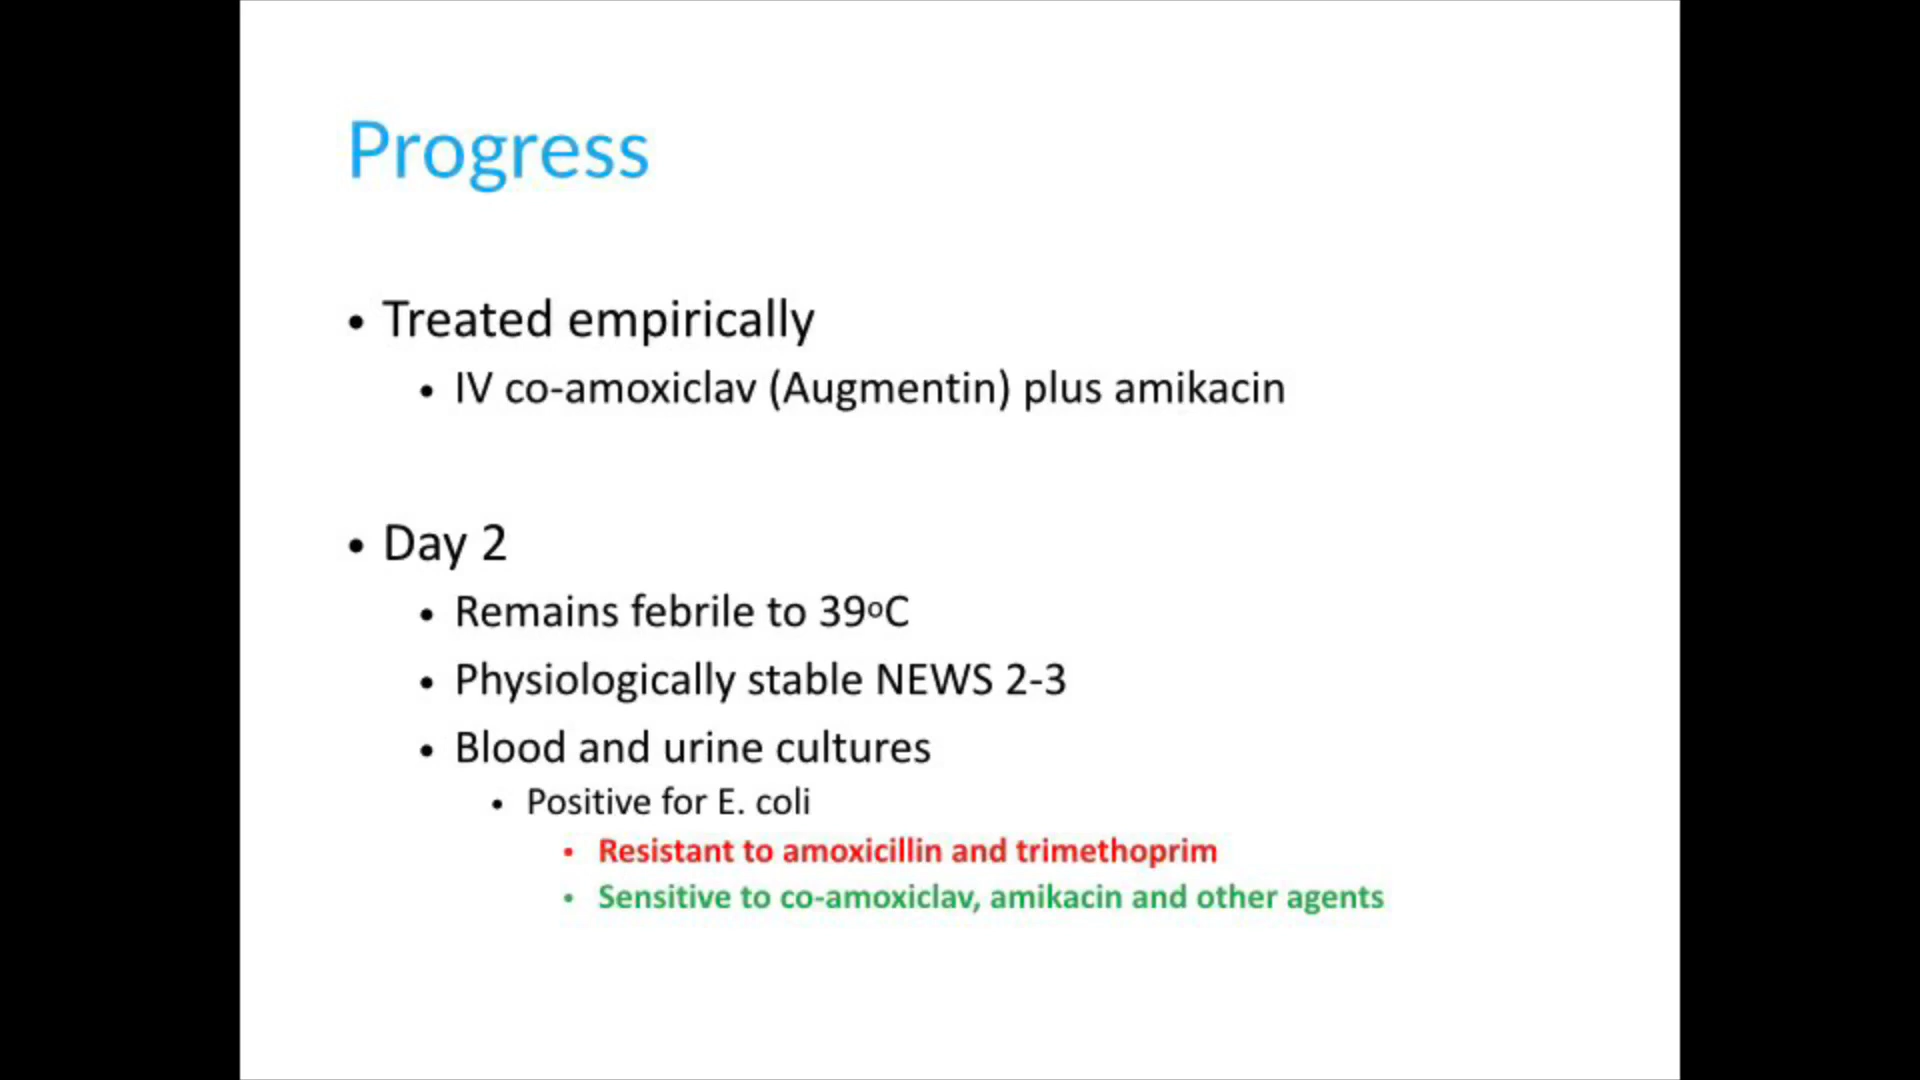 Progress
• Treated empirically
• IV co-amoxiclav (Augmentin) plus amikacin
• Day 2
• Remains febrile to 39ºC
• Physiologically stable NEWS 2-3
• Blood and urine cultures
• Positive for E. coli
• Resistant to amoxicillin and trimethoprim
• Sensitive to co-amoxiclav, amikacin and other agents